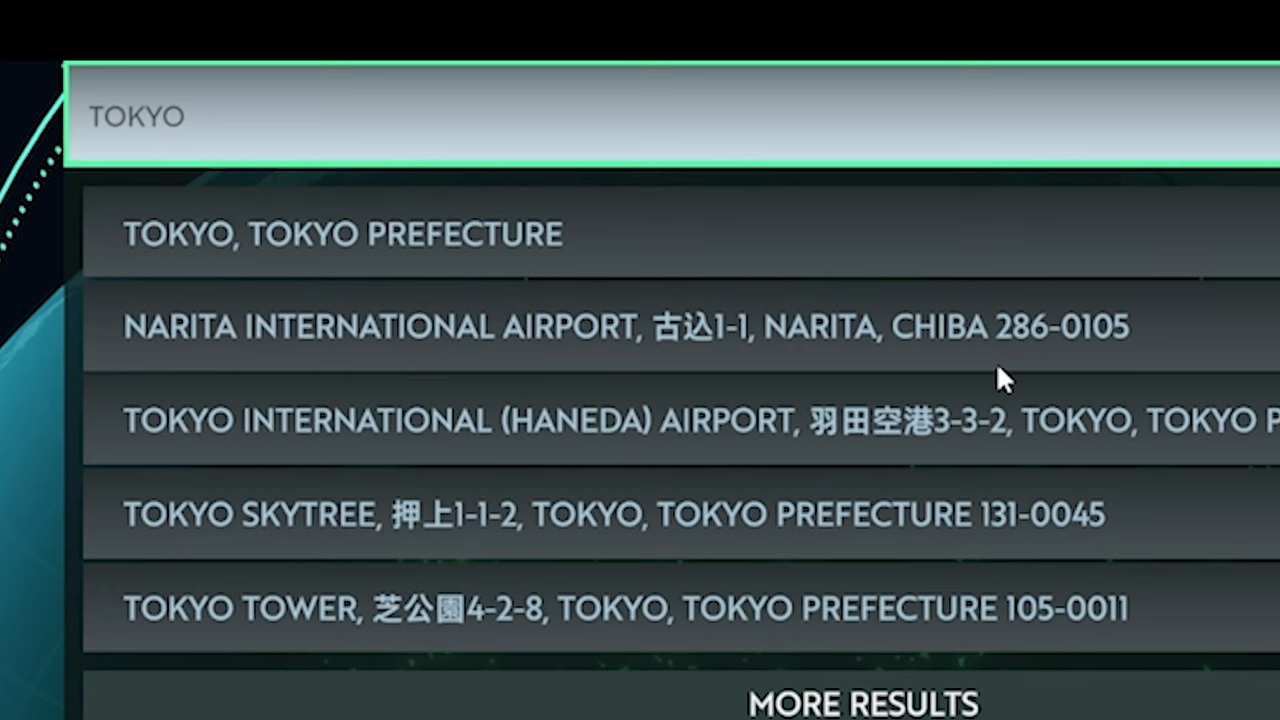 TOKYO
TOKYO, TOKYO PREFECTURE
NARITA INTERNATIONAL AIRPORT, 古込1-1, NARITA, CHIBA 286-0105
TOKYO INTERNATIONAL (HANEDA) AIRPORT, 羽田空港3-3-2, TOKYO, TOKYO P
TOKYO SKYTREE, 押上1-1-2, TOKYO, TOKYO PREFECTURE 131-0045
TOKYO TOWER, 芝公園4-2-8, TOKYO, TOKYO PREFECTURE 105-0011
MORE RESULTS